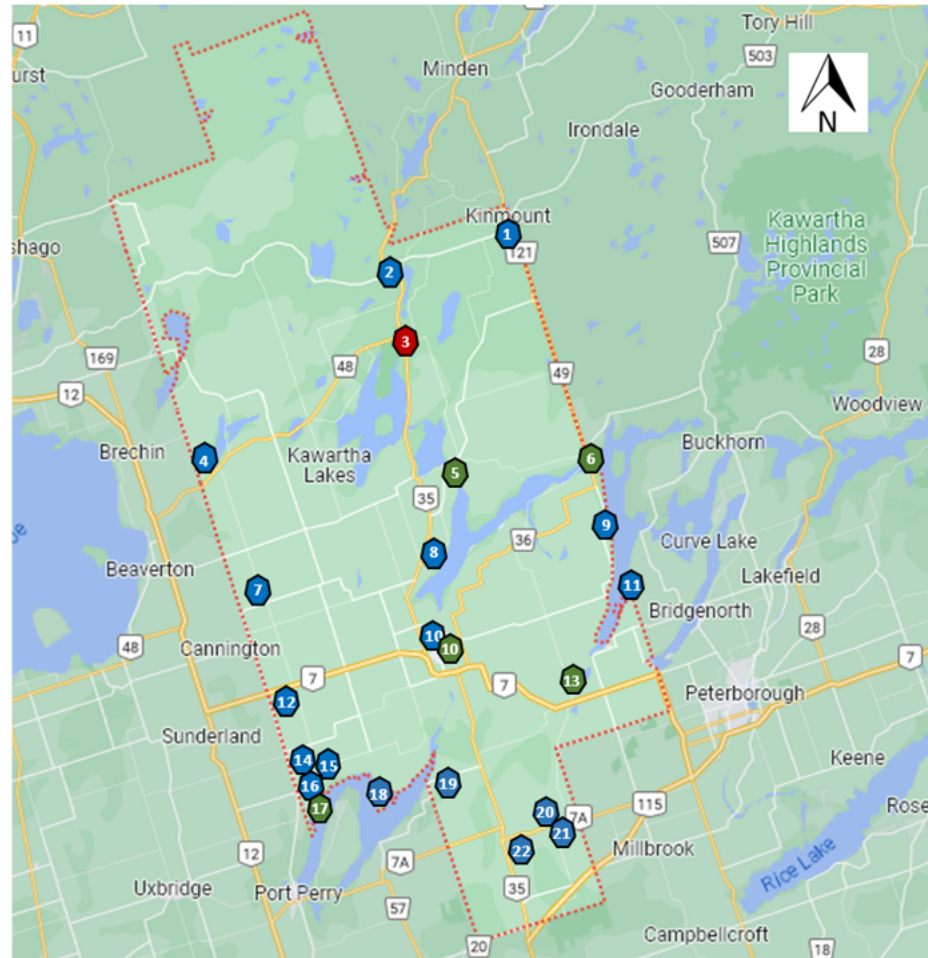 11
Tory Hill
503
urst
Minden
Gooderham
N
Irondale
Kinmount
1
121
Kawartha
Highlands
Provincial
Park
507
shago
2
3
169
48
49
28
12
Woodview
Brechin
4
Kawartha
Lakes
5
6
Buckhorn
35
9
36
Curve Lake
8
oe
Beaverton
7
11
Lakefield
Bridgenorth
48
28
Cannington
10
10
7
7
13
7
12
Peterborough
Sunderland
14
15
16
17
18
19
Keene
20
7A
115
Rose
21
22
12
7A
Millbrook
Uxbridge
Port Perry
57
35
Rice Lake
20
Campbellcroft
18